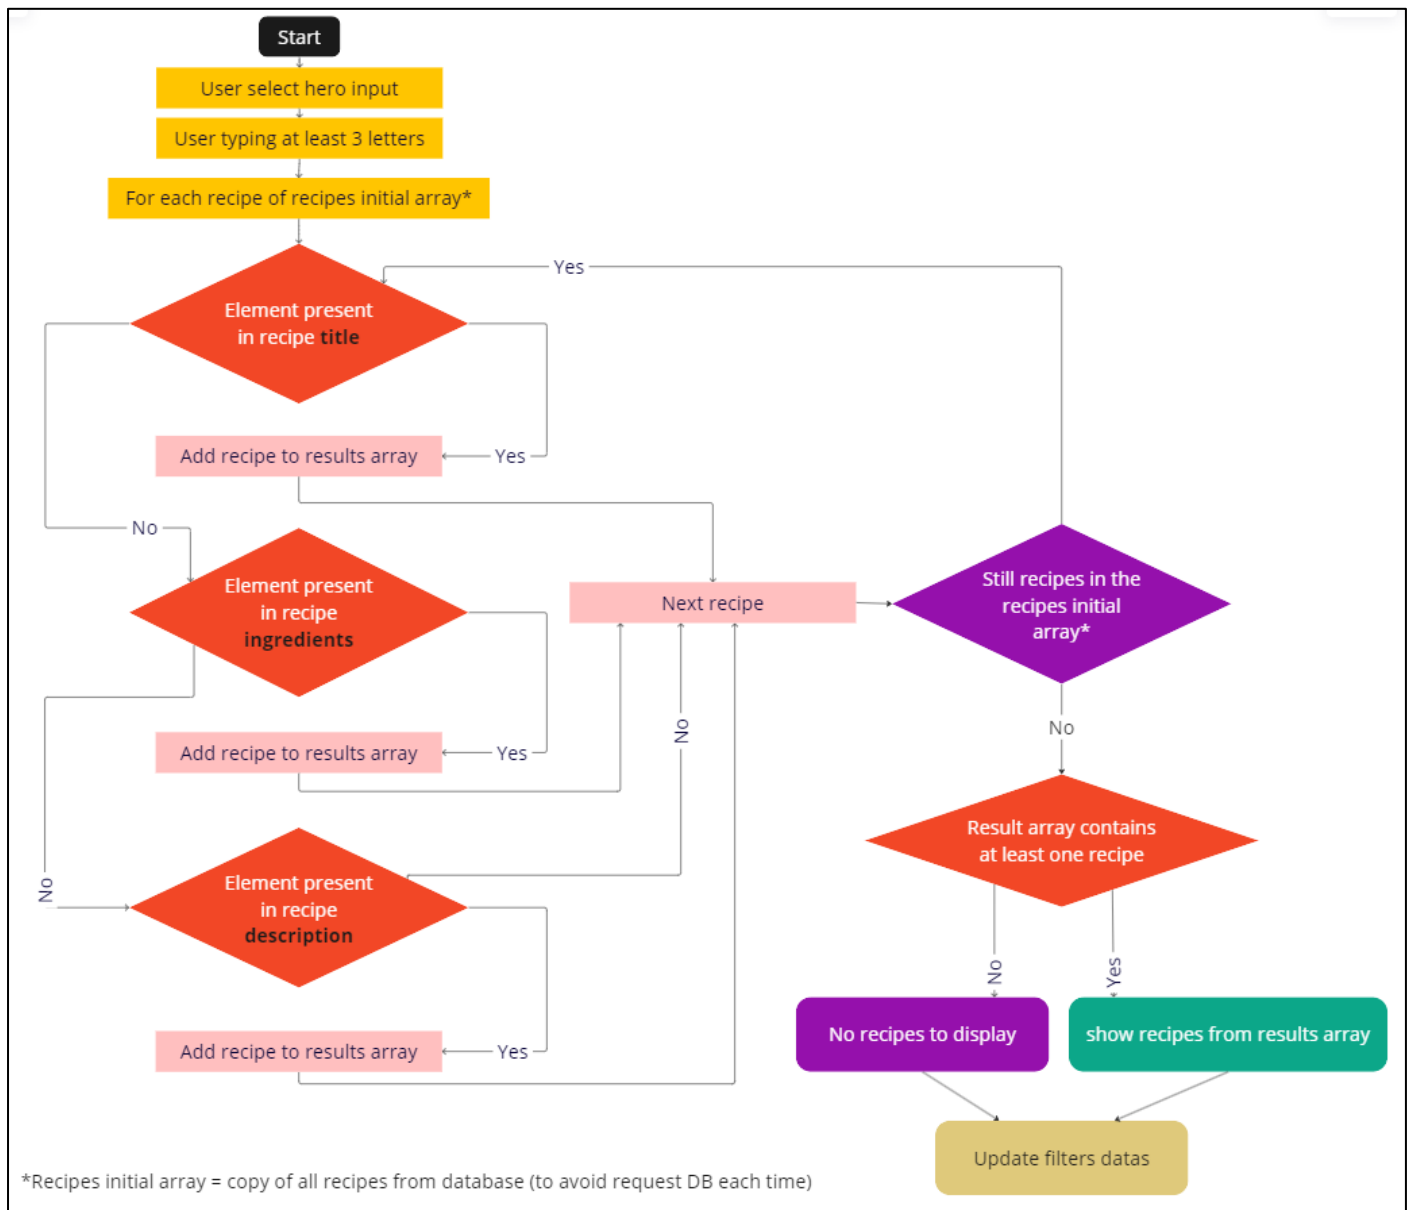 Start
User select hero input
User typing at least 3 letters
For each recipe of recipes initial array*
Yes
Element present
in recipe title
Add recipe to results array
Yes
No
Element present
in recipe
ingredients
Next recipe
Still recipes in the
recipes initial
array*
No
Add recipe to results array
Yes
No
Result array contains
at least one recipe
No
Element present
in recipe
description
No
Yes
Add recipe to results array
Yes
No recipes to display
show recipes from results array
Update filters datas
*Recipes initial array = copy of all recipes from database (to avoid request DB each time)